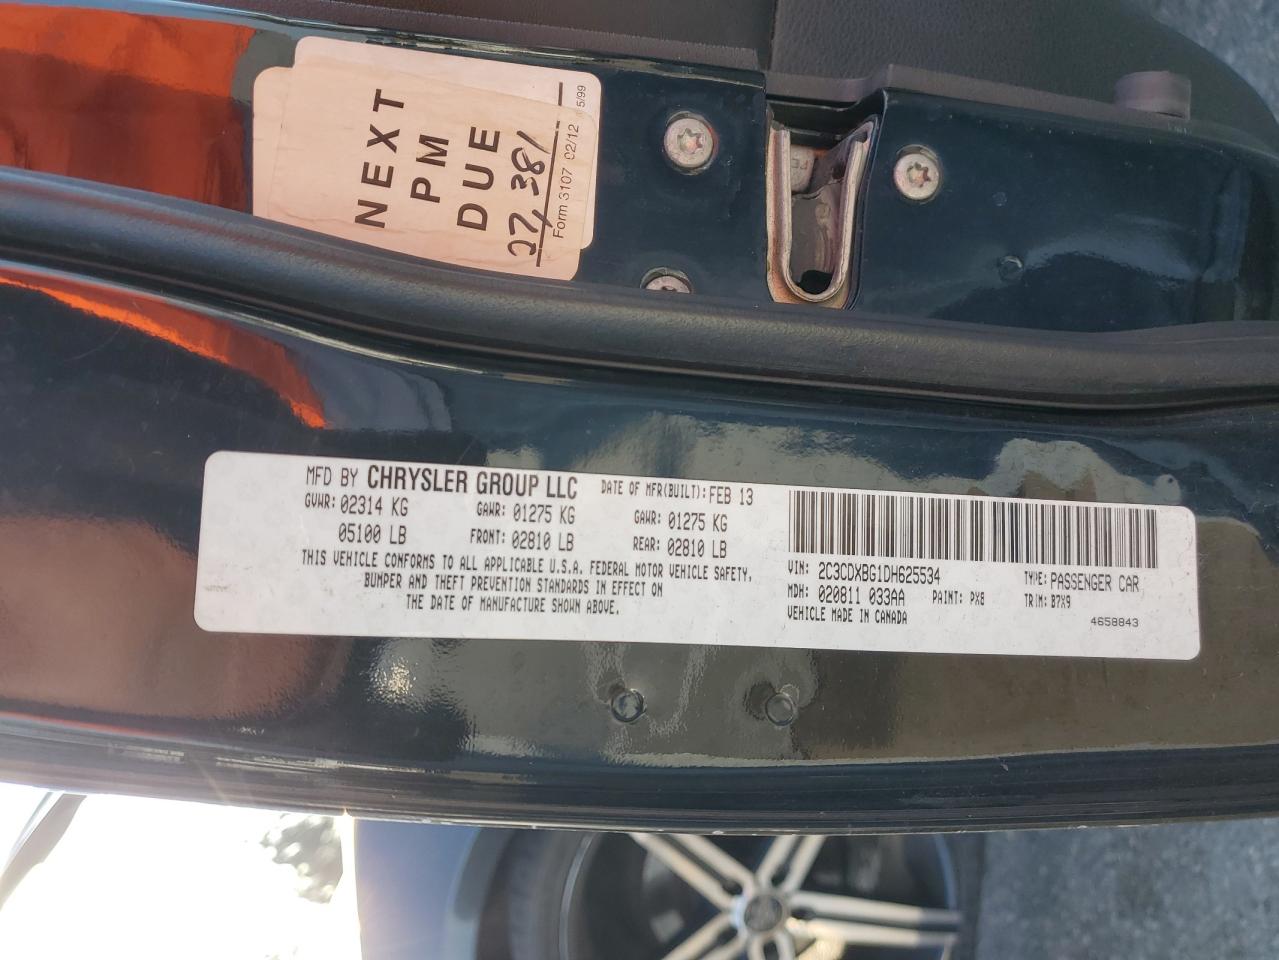 NEXT
PM
DUE
27,381
Form 3107 02/12 5/99
MFD BY CHRYSLER GROUP LLC DATE OF MFR(BUILT): FEB 13
GVWR: 02314 KG GAWR: 01275 KG GAWR: 01275 KG
05100 LB FRONT: 02810 LB REAR: 02810 LB
THIS VEHICLE CONFORMS TO ALL APPLICABLE U.S.A. FEDERAL MOTOR VEHICLE SAFETY,
BUMPER AND THEFT PREVENTION STANDARDS IN EFFECT ON
THE DATE OF MANUFACTURE SHOWN ABOVE.
VIN: 2C3CDXBG1DH625534 TYPE: PASSENGER CAR
MDH: 020811 033AA PAINT: PX8 TRIM: B7X9
VEHICLE MADE IN CANADA 4658843